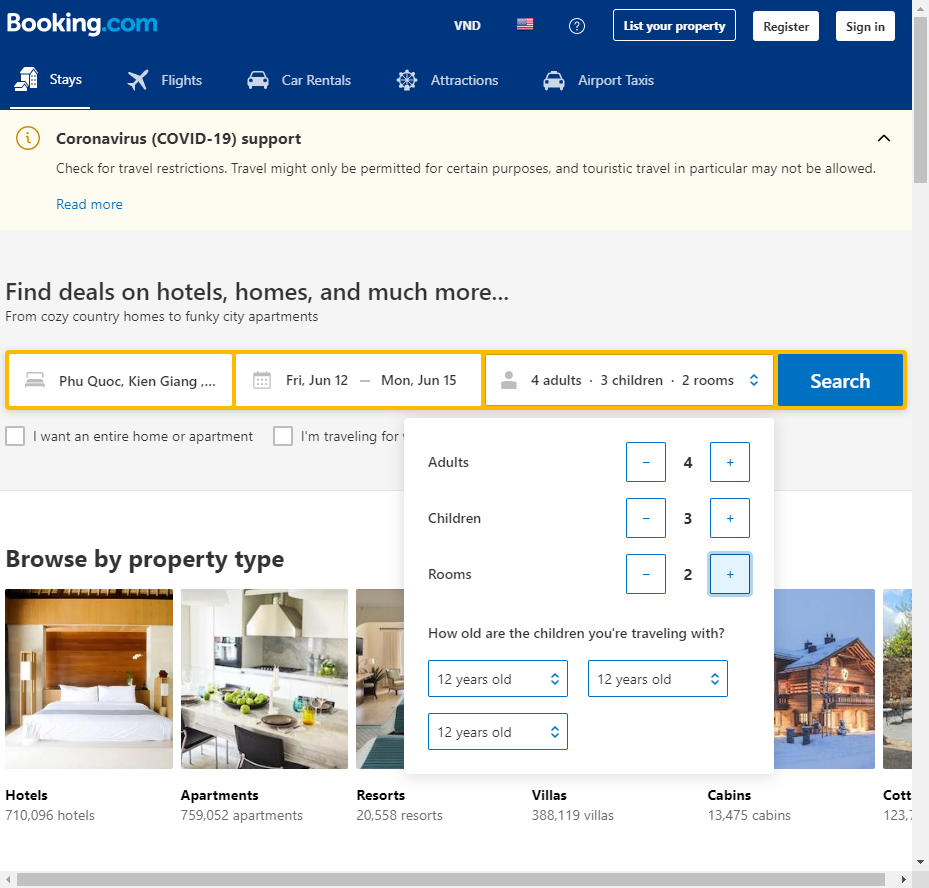 Booking.com
VND
List your property
Register
Sign in
Stays
Flights
Car Rentals
Attractions
Airport Taxis
Coronavirus (COVID-19) support
Check for travel restrictions. Travel might only be permitted for certain purposes, and touristic travel in particular may not be allowed.
Read more
Find deals on hotels, homes, and much more...
From cozy country homes to funky city apartments
Phu Quoc, Kien Giang ,...
Fri, Jun 12 — Mon, Jun 15
4 adults · 3 children · 2 rooms
Search
I want an entire home or apartment
I'm traveling for
Adults − 4 +
Children − 3 +
Rooms − 2 +
How old are the children you're traveling with?
12 years old
12 years old
12 years old
Browse by property type
Hotels
710,096 hotels
Apartments
759,052 apartments
Resorts
20,558 resorts
Villas
388,119 villas
Cabins
13,475 cabins
Cott
123,7